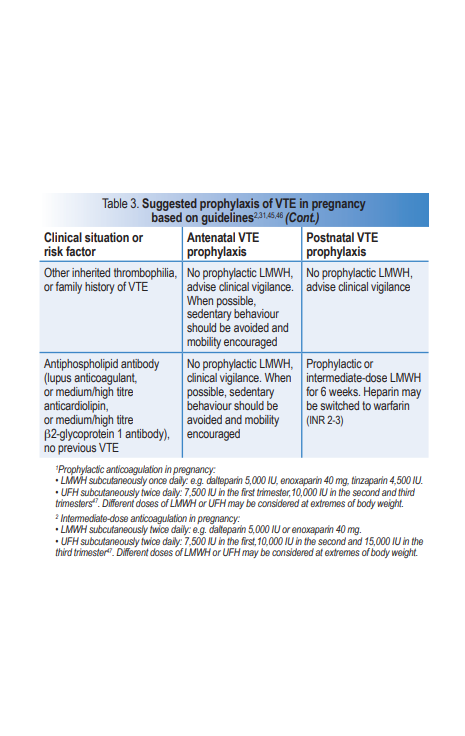 Table 3. Suggested prophylaxis of VTE in pregnancy
based on guidelines2,31,45,46 (Cont.)
Clinical situation or
risk factor
Antenatal VTE
prophylaxis
Postnatal VTE
prophylaxis
Other inherited thrombophilia,
or family history of VTE
No prophylactic LMWH,
advise clinical vigilance.
When possible,
sedentary behaviour
should be avoided and
mobility encouraged
No prophylactic LMWH,
advise clinical vigilance
Antiphospholipid antibody
(lupus anticoagulant,
or medium/high titre
anticardiolipin,
or medium/high titre
β2-glycoprotein 1 antibody),
no previous VTE
No prophylactic LMWH,
clinical vigilance. When
possible, sedentary
behaviour should be
avoided and mobility
encouraged
Prophylactic or
intermediate-dose LMWH
for 6 weeks. Heparin may
be switched to warfarin
(INR 2-3)
1Prophylactic anticoagulation in pregnancy:
• LMWH subcutaneously once daily: e.g. dalteparin 5,000 IU, enoxaparin 40 mg, tinzaparin 4,500 IU.
• UFH subcutaneously twice daily: 7,500 IU in the first trimester,10,000 IU in the second and third
trimesters47. Different doses of LMWH or UFH may be considered at extremes of body weight.
2 Intermediate-dose anticoagulation in pregnancy:
• LMWH subcutaneously twice daily: e.g. dalteparin 5,000 IU or enoxaparin 40 mg.
• UFH subcutaneously twice daily: 7,500 IU in the first,10,000 IU in the second and 15,000 IU in the
third trimester47. Different doses of LMWH or UFH may be considered at extremes of body weight.